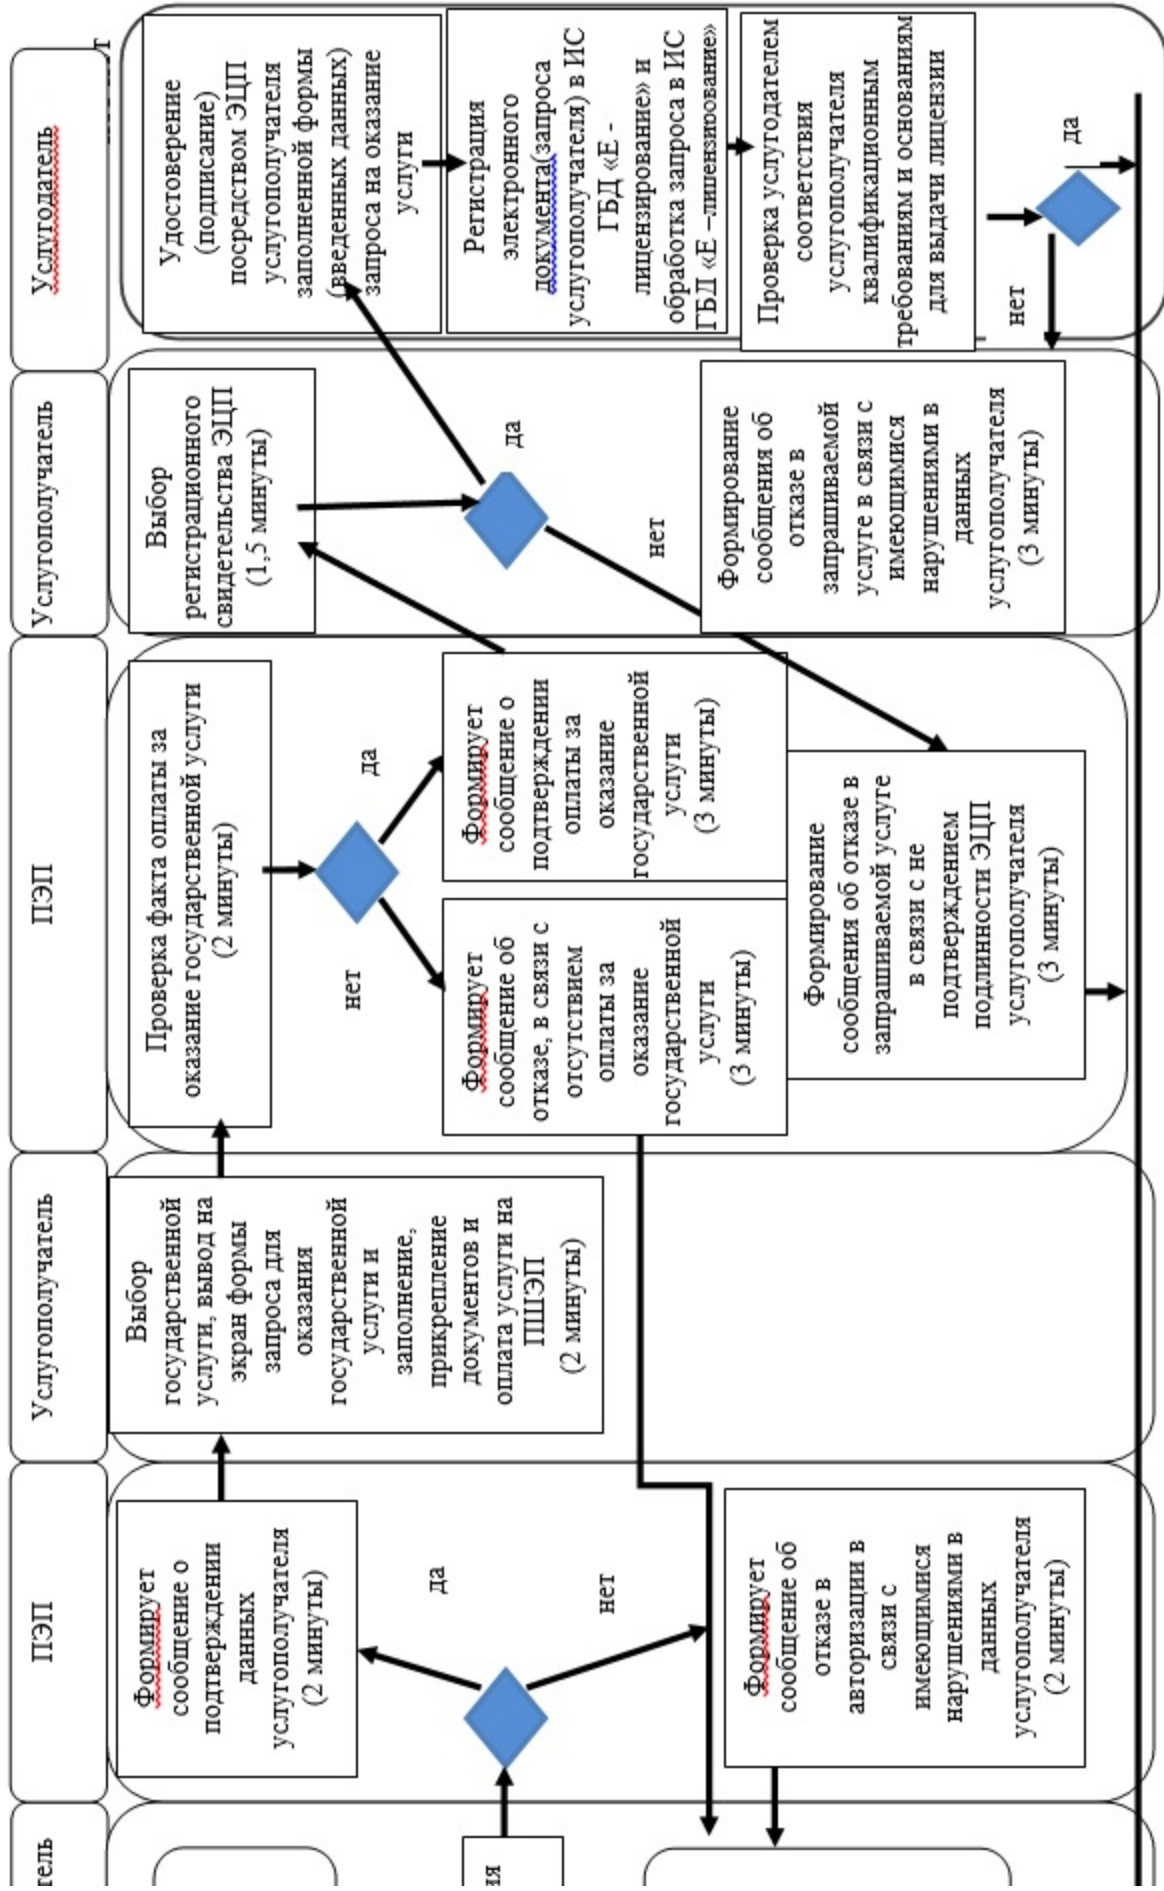 тель
ПЭП
Услугополучатель
ПЭП
Услугополучатель
Услугодатель
ия
Формирует
сообщение о
подтверждении
данных
услугополучателя
(2 минуты)
да
нет
Формирует
сообщение об
отказе в
авторизации в
связи с
имеющимися
нарушениями в
данных
услугополучателя
(2 минуты)
Выбор
государственной
услуги, вывод на
экран формы
запроса для
оказания
государственной
услуги и
заполнение,
прикрепление
документов и
оплата услуги на
ПШЭП
(2 минуты)
Проверка факта оплаты за
оказание государственной услуги
(2 минуты)
нет
да
Формирует
сообщение об
отказе, в связи с
отсутствием
оплаты за
оказание
государственной
услуги
(3 минуты)
Формирует
сообщение о
подтверждении
оплаты за
оказание
государственной
услуги
(3 минуты)
Формирование
сообщения об отказе в
запрашиваемой услуге
в связи с не
подтверждением
подлинности ЭЦП
услугополучателя
(3 минуты)
Выбор
регистрационного
свидетельства ЭЦП
(1,5 минуты)
да
нет
Формирование
сообщения об
отказе в
запрашиваемой
услуге в связи с
имеющимися
нарушениями в
данных
услугополучателя
(3 минуты)
Удостоверение
(подписание)
посредством ЭЦП
услугополучателя
заполненной формы
(введенных данных)
запроса на оказание
услуги
Регистрация
электронного
документа(запроса
услугополучателя) в ИС
ГБД «Е -
лицензирование» и
обработка запроса в ИС
ГБД «Е –лицензирование»
Проверка услугодателем
соответствия
услугополучателя
квалификационным
требованиям и основаниям
для выдачи лицензии
нет
да